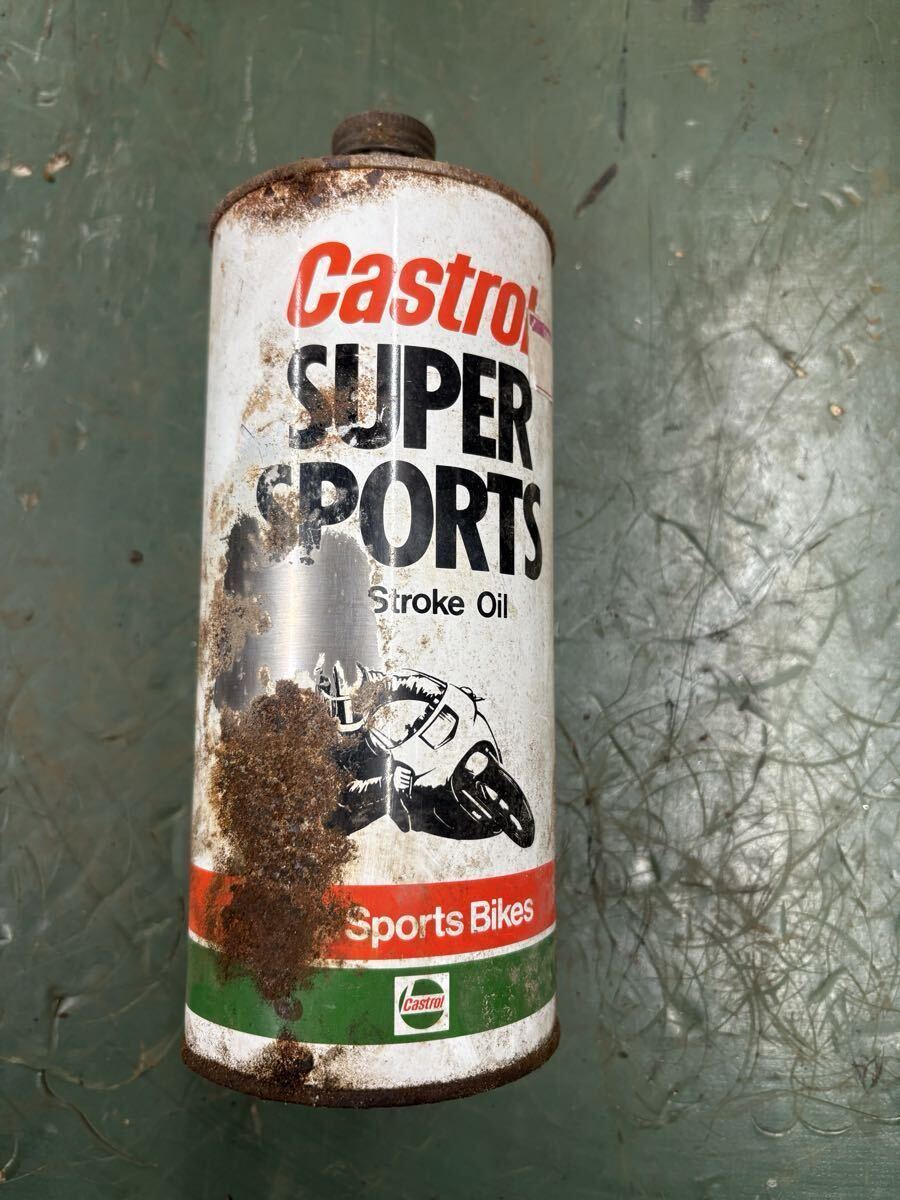 Castrol
SUPER
SPORTS
Stroke Oil
Sports Bikes
Castrol